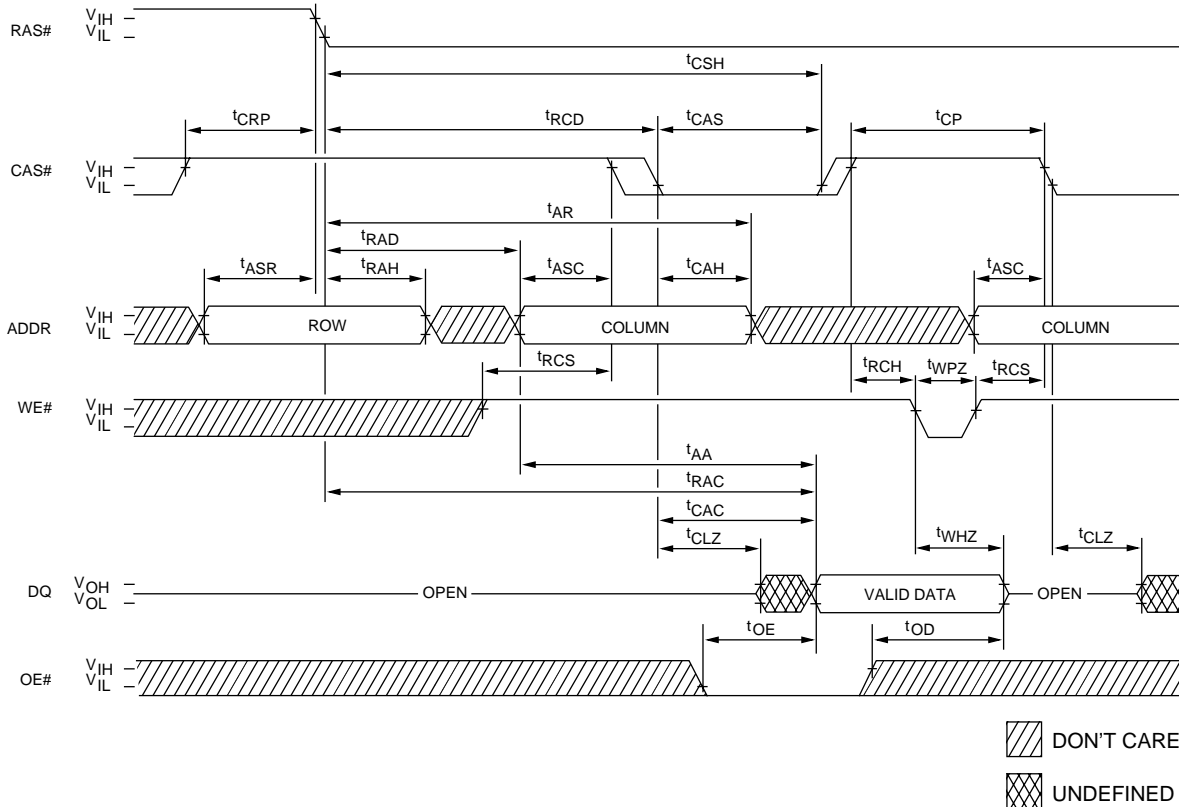 RAS# VIH
VIL
tCSH
tCRP tRCD tCAS tCP
CAS# VIH
VIL
tAR
tRAD
tASR tRAH tASC tCAH tASC
ADDR VIH
VIL
ROW COLUMN COLUMN
tRCS tRCH tWPZ tRCS
WE# VIH
VIL
tAA
tRAC
tCAC
tCLZ tWHZ tCLZ
DQ VOH
VOL
OPEN VALID DATA OPEN
tOE tOD
OE# VIH
VIL
DON'T CARE
UNDEFINED